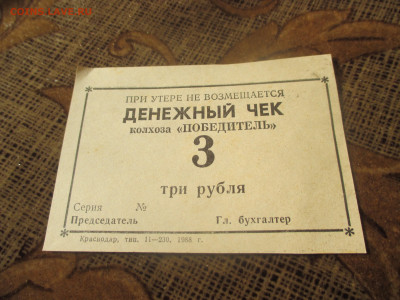 ПРИ УТЕРЕ НЕ ВОЗМЕЩАЕТСЯ
ДЕНЕЖНЫЙ ЧЕК
колхоза «ПОБЕДИТЕЛЬ»
3
три рубля
Серия №
Председатель Гл. бухгалтер
Краснодар, тип. 11—230, 1988 г.